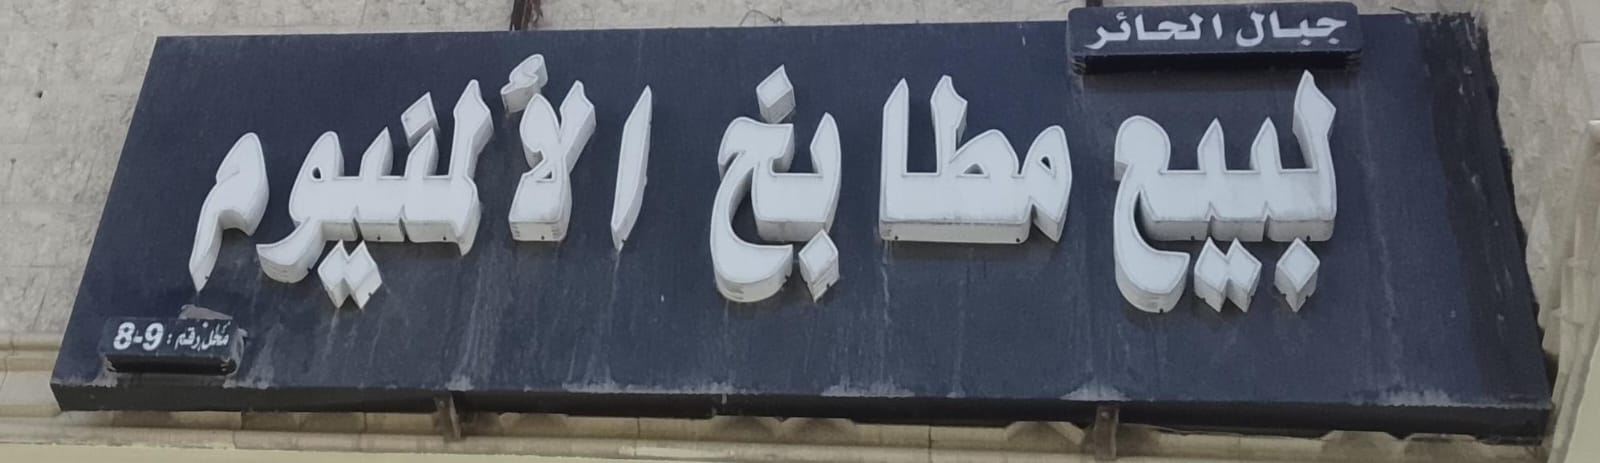 جبال الحائر
لبيع مطابخ الألمنيوم
محل رقم : 9-8